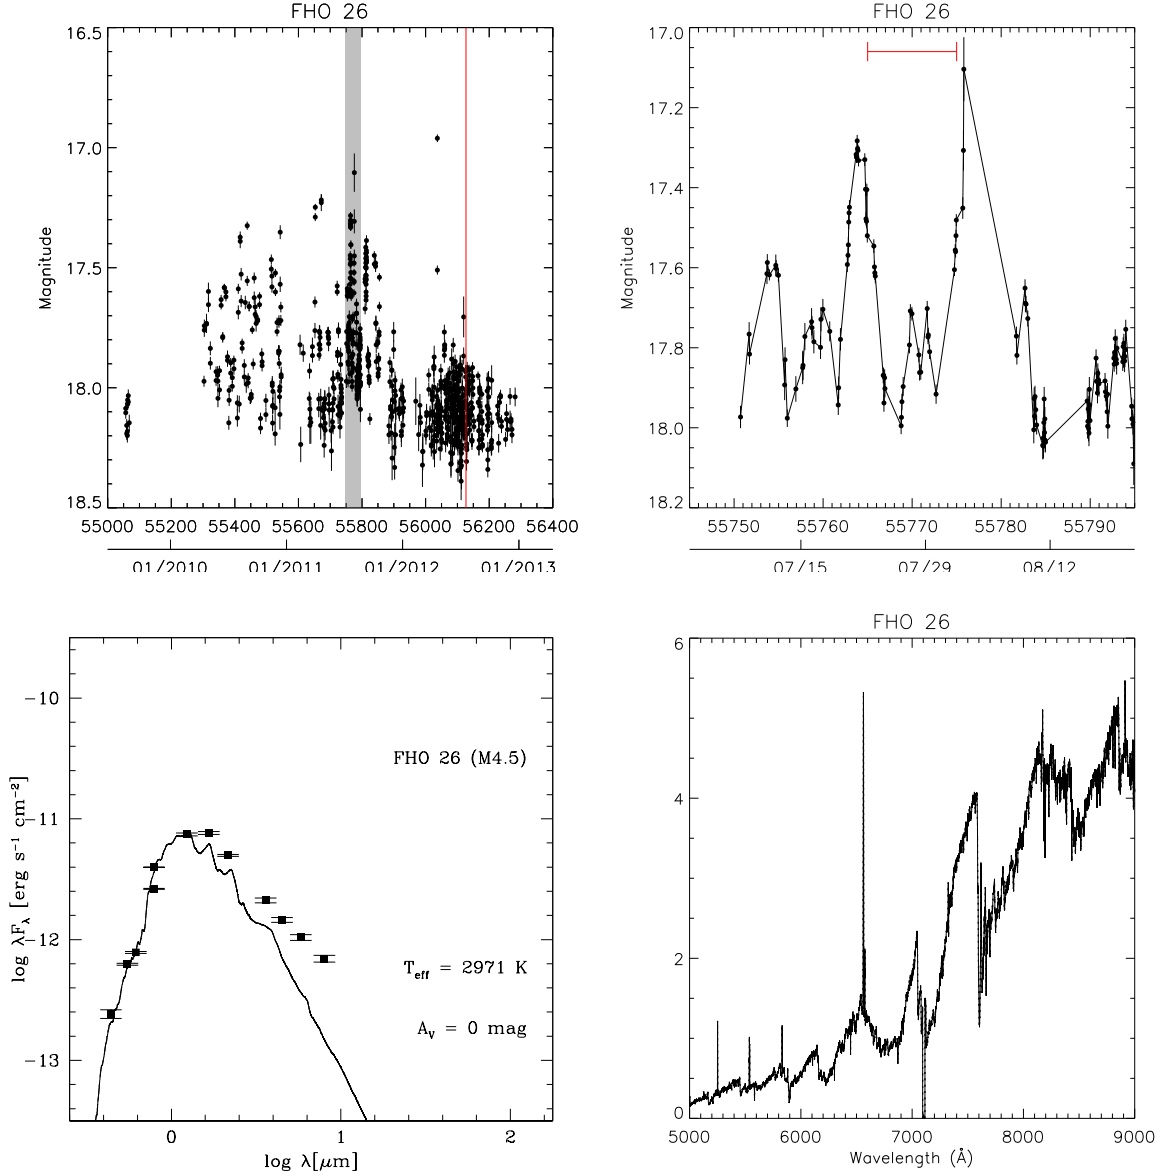 FHO 26
16.5
17.0
17.5
18.0
18.5
Magnitude
55000 55200 55400 55600 55800 56000 56200 56400
01/2010 01/2011 01/2012 01/2013
FHO 26
17.0
17.2
17.4
17.6
17.8
18.0
18.2
Magnitude
55750 55760 55770 55780 55790
07/15 07/29 08/12
−10
−11
−12
−13
log λFλ [erg s⁻¹ cm⁻²]
FHO 26 (M4.5)
Teff = 2971 K
AV = 0 mag
0 1 2
log λ[μm]
FHO 26
6
4
2
0
5000 6000 7000 8000 9000
Wavelength (Å)